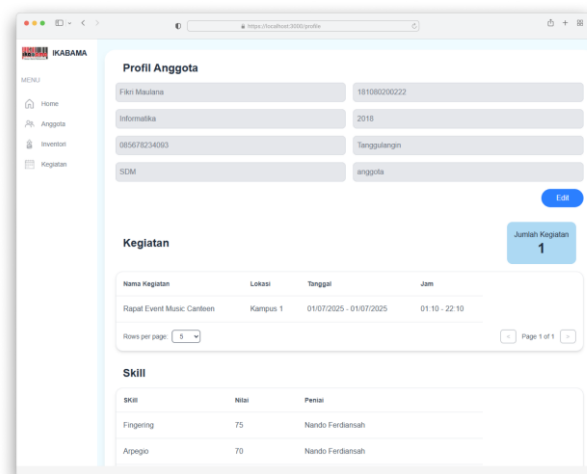 https://localhost:3000/profile
IKABAMA
MENU
Home
Anggota
Inventori
Kegiatan
Profil Anggota
Fikri Maulana 181080200222
Informatika 2018
085678234093 Tanggulangin
SDM anggota
Edit
Kegiatan
Jumlah Kegiatan
1
Nama Kegiatan Lokasi Tanggal Jam
Rapat Event Music Canteen Kampus 1 01/07/2025 - 01/07/2025 01:10 - 22:10
Rows per page: 5 < Page 1 of 1 >
Skill
SKill Nilai Penlai
Fingering 75 Nando Ferdiansah
Arpegio 70 Nando Ferdiansah